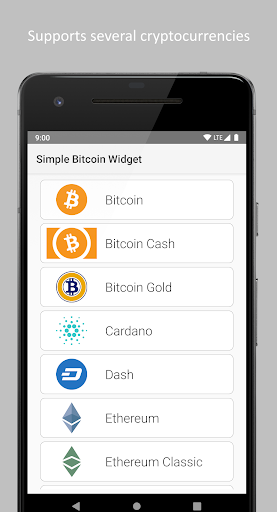 Supports several cryptocurrencies
9:00
LTE
Simple Bitcoin Widget
Bitcoin
Bitcoin Cash
Bitcoin Gold
Cardano
Dash
Ethereum
Ethereum Classic